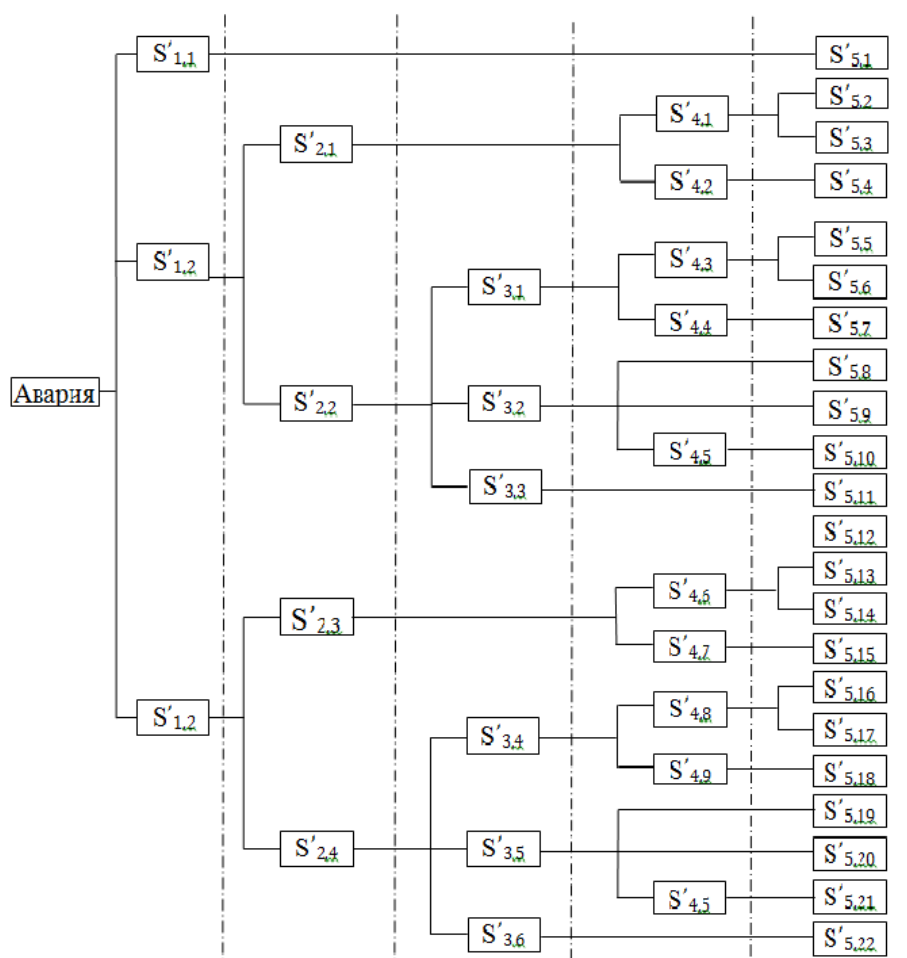 S′1,1
S′5,1
S′5,2
S′4,1
S′5,3
S′2,1
S′4,2
S′5,4
S′5,5
S′1,2
S′4,3
S′5,6
S′3,1
S′4,4
S′5,7
S′5,8
Авария
S′2,2
S′3,2
S′5,9
S′4,5
S′5,10
S′3,3
S′5,11
S′5,12
S′5,13
S′4,6
S′2,3
S′5,14
S′4,7
S′5,15
S′5,16
S′4,8
S′1,2
S′5,17
S′3,4
S′4,9
S′5,18
S′5,19
S′2,4
S′3,5
S′5,20
S′4,5
S′5,21
S′3,6
S′5,22